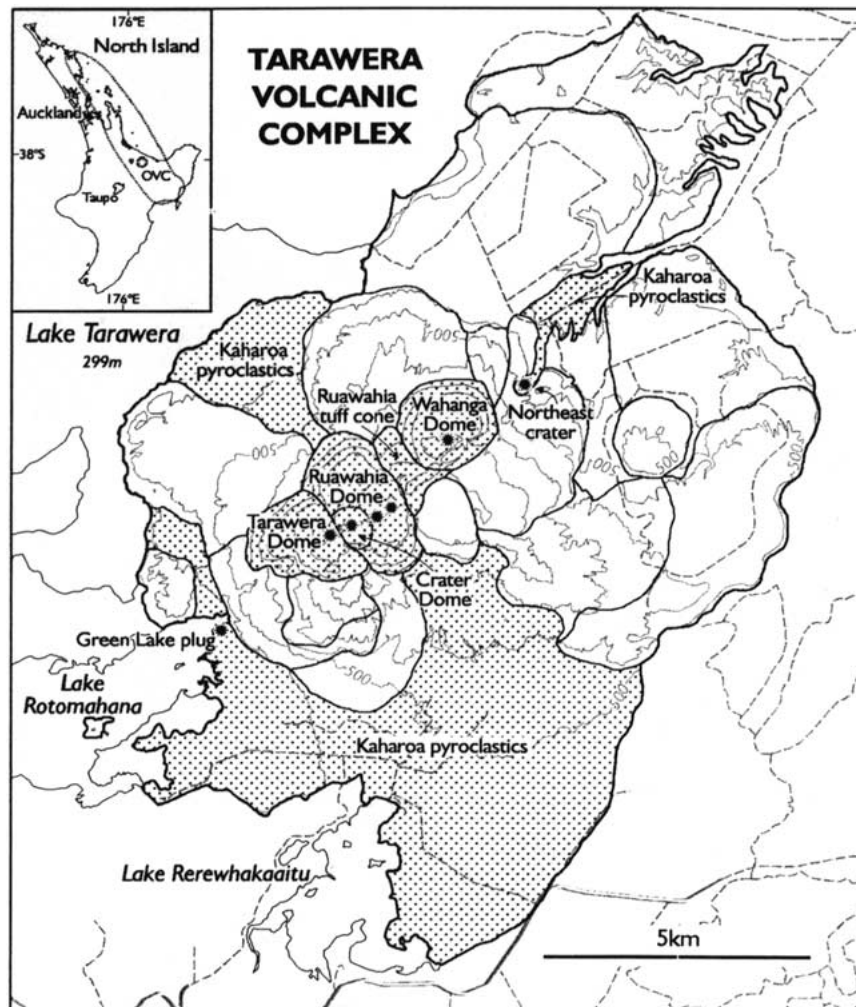 176°E
North Island
Auckland
38°S
OVC
Taupo
176°E
TARAWERA
VOLCANIC
COMPLEX
Lake Tarawera
299m
Kaharoa
pyroclastics
Kaharoa
pyroclastics
500
500
Ruawahia
tuff cone
Wahanga
Dome
Northeast
crater
500
500
500
Ruawahia
Dome
Tarawera
Dome
Crater
Dome
Green Lake plug
500
500
Lake
Rotomahana
Kaharoa pyroclastics
Lake Rerewhakaaitu
5km